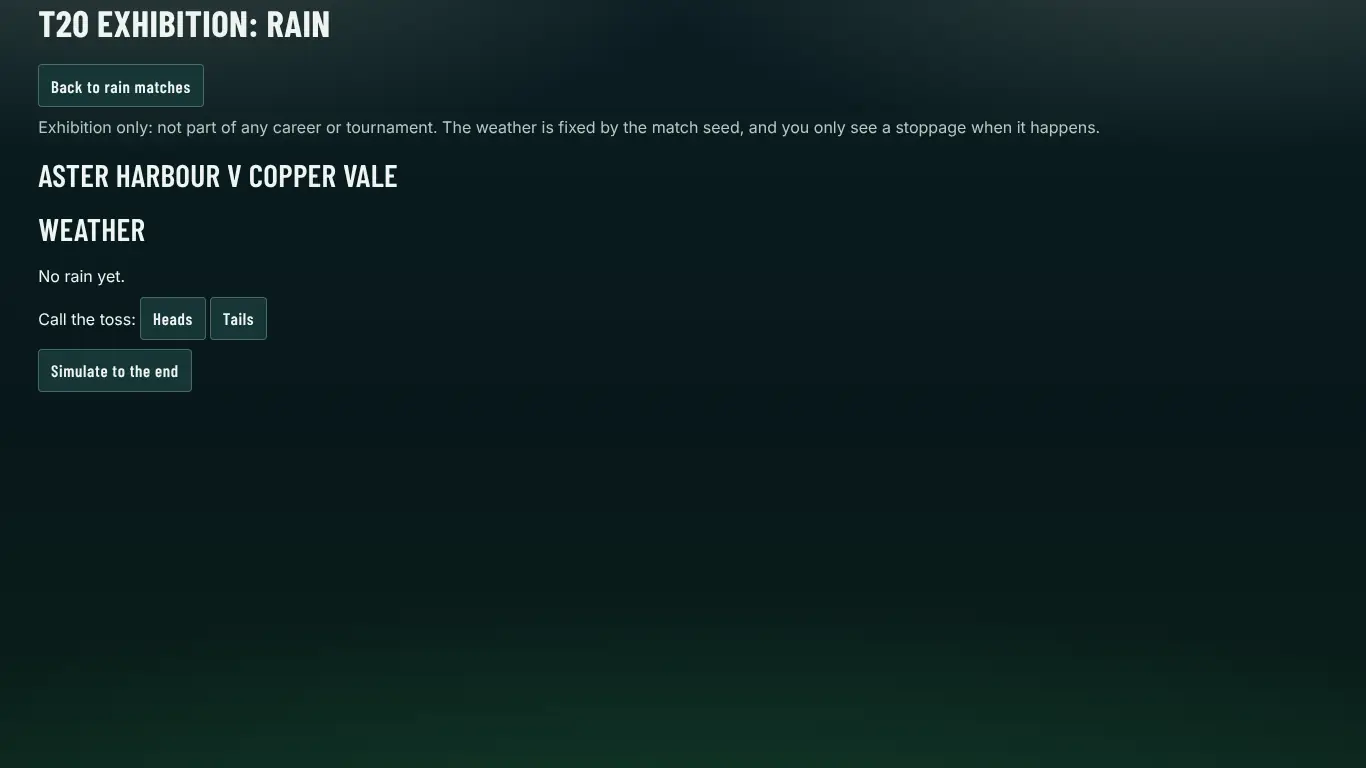 T20 EXHIBITION: RAIN
Back to rain matches
Exhibition only: not part of any career or tournament. The weather is fixed by the match seed, and you only see a stoppage when it happens.
ASTER HARBOUR V COPPER VALE
WEATHER
No rain yet.
Call the toss: Heads Tails
Simulate to the end